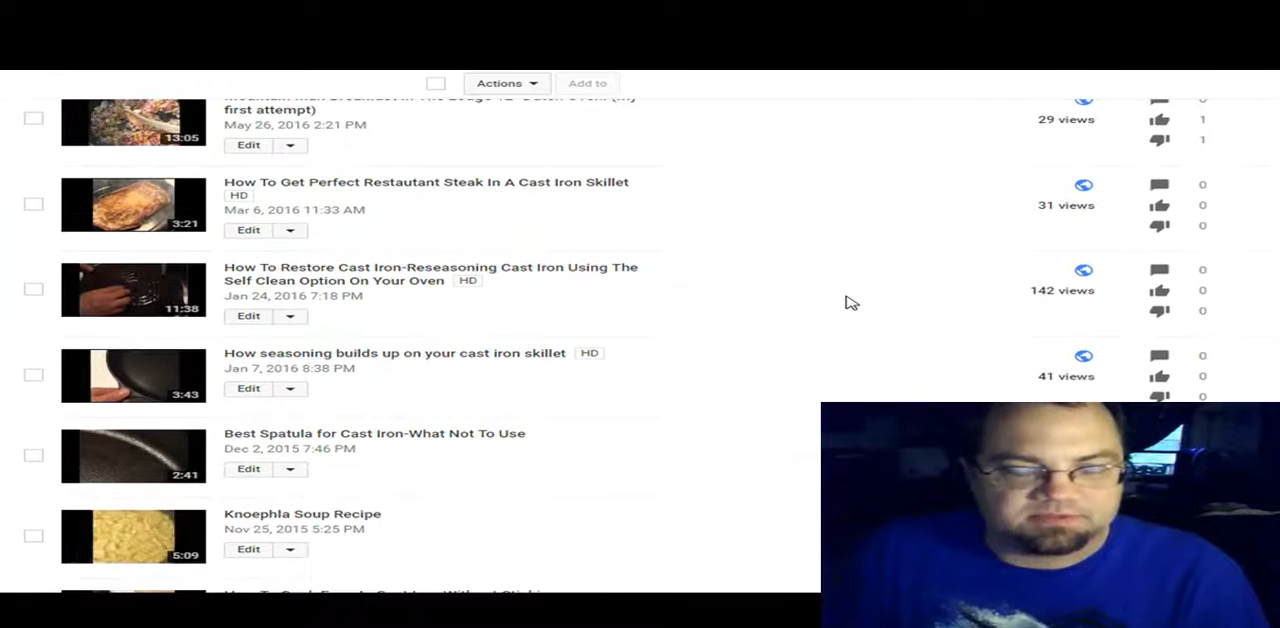 Actions Add to
first attempt)
May 26, 2016 2:21 PM
13:05
Edit
29 views
0
1
1
How To Get Perfect Restautant Steak In A Cast Iron Skillet
HD
Mar 6, 2016 11:33 AM
3:21
Edit
31 views
0
0
0
How To Restore Cast Iron-Reseasoning Cast Iron Using The
Self Clean Option On Your Oven HD
Jan 24, 2016 7:18 PM
11:38
Edit
142 views
0
0
0
How seasoning builds up on your cast iron skillet HD
Jan 7, 2016 8:38 PM
3:43
Edit
41 views
0
0
0
Best Spatula for Cast Iron-What Not To Use
Dec 2, 2015 7:46 PM
2:41
Edit
Knoephla Soup Recipe
Nov 25, 2015 5:25 PM
5:09
Edit